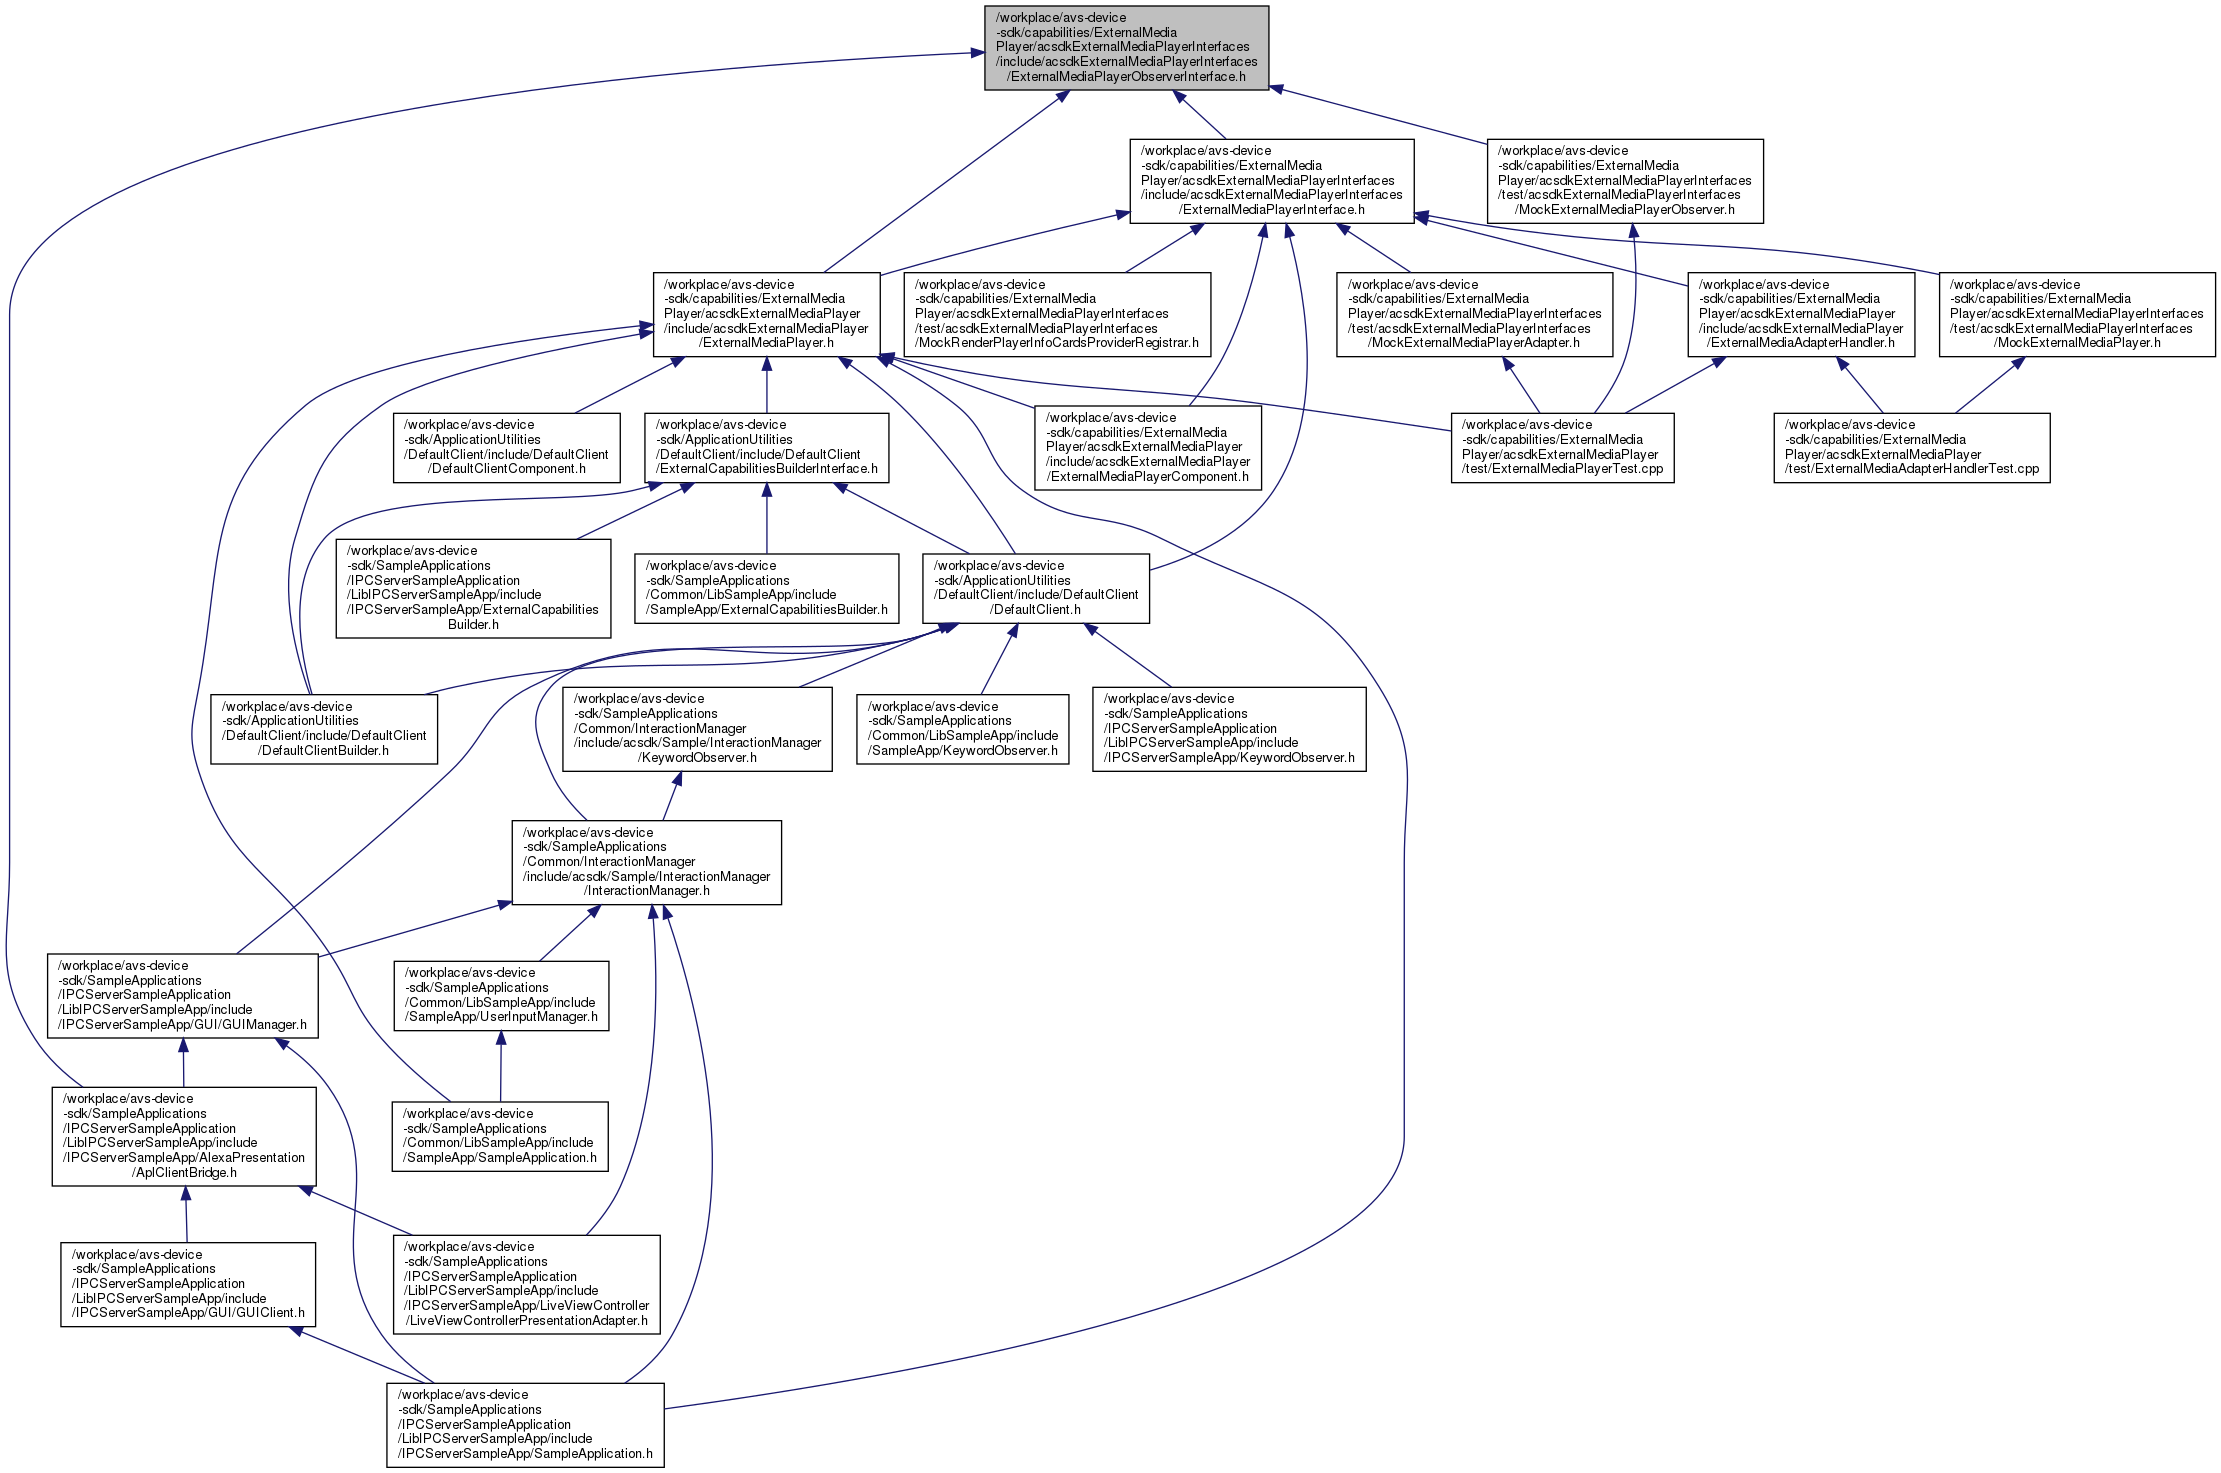 /workplace/avs-device
-sdk/capabilities/ExternalMedia
Player/acsdkExternalMediaPlayerInterfaces
/include/acsdkExternalMediaPlayerInterfaces
/ExternalMediaPlayerObserverInterface.h
/workplace/avs-device
-sdk/capabilities/ExternalMedia
Player/acsdkExternalMediaPlayerInterfaces
/include/acsdkExternalMediaPlayerInterfaces
/ExternalMediaPlayerInterface.h
/workplace/avs-device
-sdk/capabilities/ExternalMedia
Player/acsdkExternalMediaPlayerInterfaces
/test/acsdkExternalMediaPlayerInterfaces
/MockExternalMediaPlayerObserver.h
/workplace/avs-device
-sdk/capabilities/ExternalMedia
Player/acsdkExternalMediaPlayer
/include/acsdkExternalMediaPlayer
/ExternalMediaPlayer.h
/workplace/avs-device
-sdk/capabilities/ExternalMedia
Player/acsdkExternalMediaPlayerInterfaces
/test/acsdkExternalMediaPlayerInterfaces
/MockRenderPlayerInfoCardsProviderRegistrar.h
/workplace/avs-device
-sdk/capabilities/ExternalMedia
Player/acsdkExternalMediaPlayerInterfaces
/test/acsdkExternalMediaPlayerInterfaces
/MockExternalMediaPlayerAdapter.h
/workplace/avs-device
-sdk/capabilities/ExternalMedia
Player/acsdkExternalMediaPlayer
/include/acsdkExternalMediaPlayer
/ExternalMediaAdapterHandler.h
/workplace/avs-device
-sdk/capabilities/ExternalMedia
Player/acsdkExternalMediaPlayerInterfaces
/test/acsdkExternalMediaPlayerInterfaces
/MockExternalMediaPlayer.h
/workplace/avs-device
-sdk/ApplicationUtilities
/DefaultClient/include/DefaultClient
/DefaultClientComponent.h
/workplace/avs-device
-sdk/ApplicationUtilities
/DefaultClient/include/DefaultClient
/ExternalCapabilitiesBuilderInterface.h
/workplace/avs-device
-sdk/capabilities/ExternalMedia
Player/acsdkExternalMediaPlayer
/include/acsdkExternalMediaPlayer
/ExternalMediaPlayerComponent.h
/workplace/avs-device
-sdk/capabilities/ExternalMedia
Player/acsdkExternalMediaPlayer
/test/ExternalMediaPlayerTest.cpp
/workplace/avs-device
-sdk/capabilities/ExternalMedia
Player/acsdkExternalMediaPlayer
/test/ExternalMediaAdapterHandlerTest.cpp
/workplace/avs-device
-sdk/SampleApplications
/IPCServerSampleApplication
/LibIPCServerSampleApp/include
/IPCServerSampleApp/ExternalCapabilities
Builder.h
/workplace/avs-device
-sdk/SampleApplications
/Common/LibSampleApp/include
/SampleApp/ExternalCapabilitiesBuilder.h
/workplace/avs-device
-sdk/ApplicationUtilities
/DefaultClient/include/DefaultClient
/DefaultClient.h
/workplace/avs-device
-sdk/ApplicationUtilities
/DefaultClient/include/DefaultClient
/DefaultClientBuilder.h
/workplace/avs-device
-sdk/SampleApplications
/Common/InteractionManager
/include/acsdk/Sample/InteractionManager
/KeywordObserver.h
/workplace/avs-device
-sdk/SampleApplications
/Common/LibSampleApp/include
/SampleApp/KeywordObserver.h
/workplace/avs-device
-sdk/SampleApplications
/IPCServerSampleApplication
/LibIPCServerSampleApp/include
/IPCServerSampleApp/KeywordObserver.h
/workplace/avs-device
-sdk/SampleApplications
/Common/InteractionManager
/include/acsdk/Sample/InteractionManager
/InteractionManager.h
/workplace/avs-device
-sdk/SampleApplications
/IPCServerSampleApplication
/LibIPCServerSampleApp/include
/IPCServerSampleApp/GUI/GUIManager.h
/workplace/avs-device
-sdk/SampleApplications
/Common/LibSampleApp/include
/SampleApp/UserInputManager.h
/workplace/avs-device
-sdk/SampleApplications
/IPCServerSampleApplication
/LibIPCServerSampleApp/include
/IPCServerSampleApp/AlexaPresentation
/AplClientBridge.h
/workplace/avs-device
-sdk/SampleApplications
/Common/LibSampleApp/include
/SampleApp/SampleApplication.h
/workplace/avs-device
-sdk/SampleApplications
/IPCServerSampleApplication
/LibIPCServerSampleApp/include
/IPCServerSampleApp/GUI/GUIClient.h
/workplace/avs-device
-sdk/SampleApplications
/IPCServerSampleApplication
/LibIPCServerSampleApp/include
/IPCServerSampleApp/LiveViewController
/LiveViewControllerPresentationAdapter.h
/workplace/avs-device
-sdk/SampleApplications
/IPCServerSampleApplication
/LibIPCServerSampleApp/include
/IPCServerSampleApp/SampleApplication.h